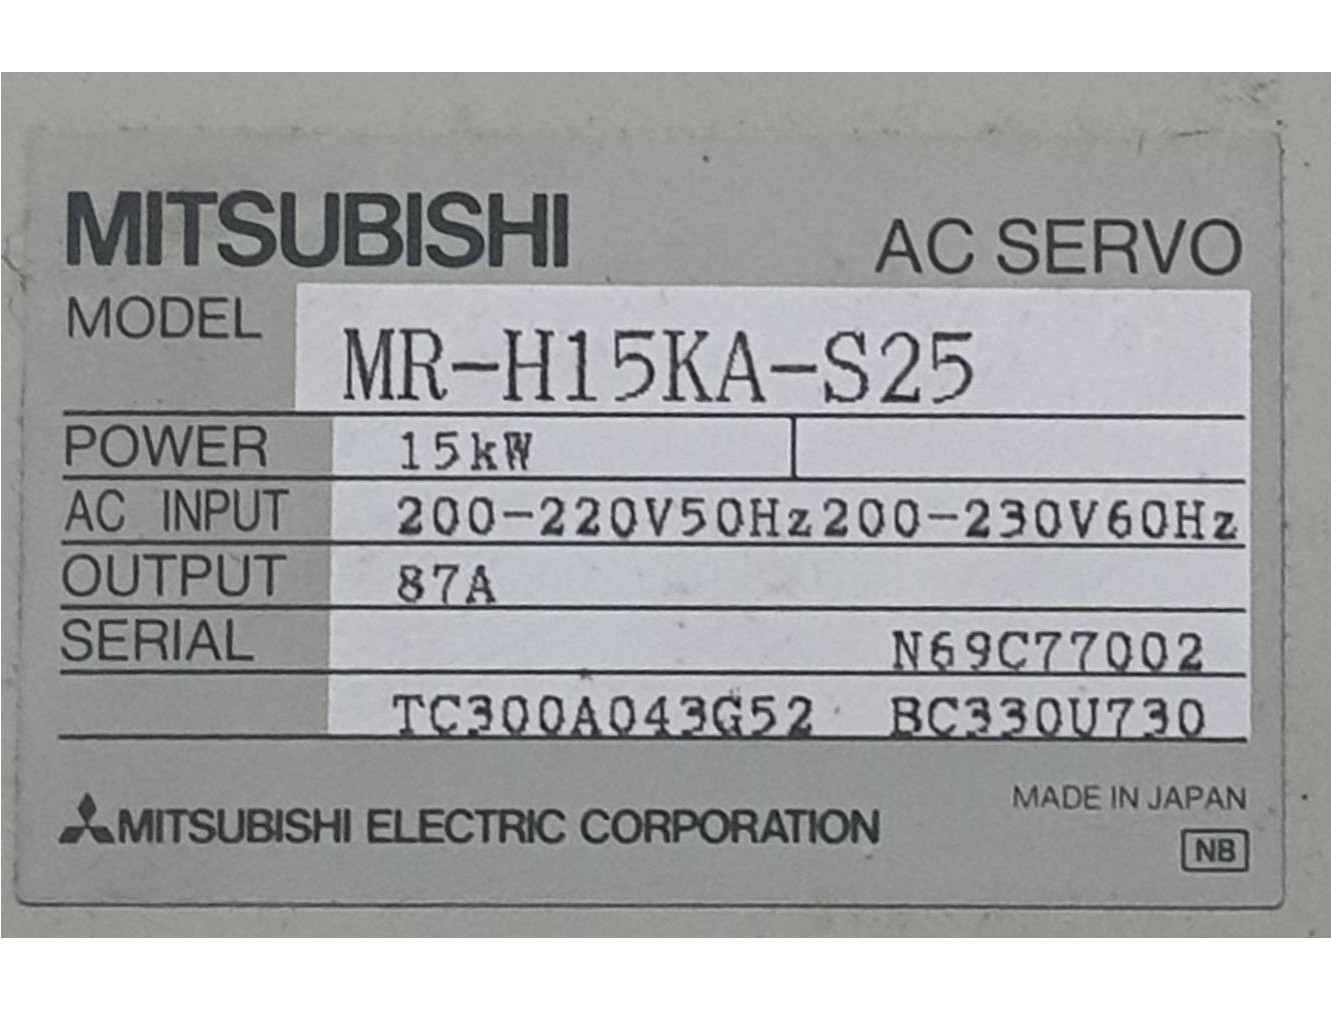 MITSUBISHI AC SERVO
MODEL MR-H15KA-S25
POWER 15kW
AC INPUT 200-220V50Hz200-230V60Hz
OUTPUT 87A
SERIAL N69C77002
TC300A043G52 BC330U730
MADE IN JAPAN
MITSUBISHI ELECTRIC CORPORATION
NB